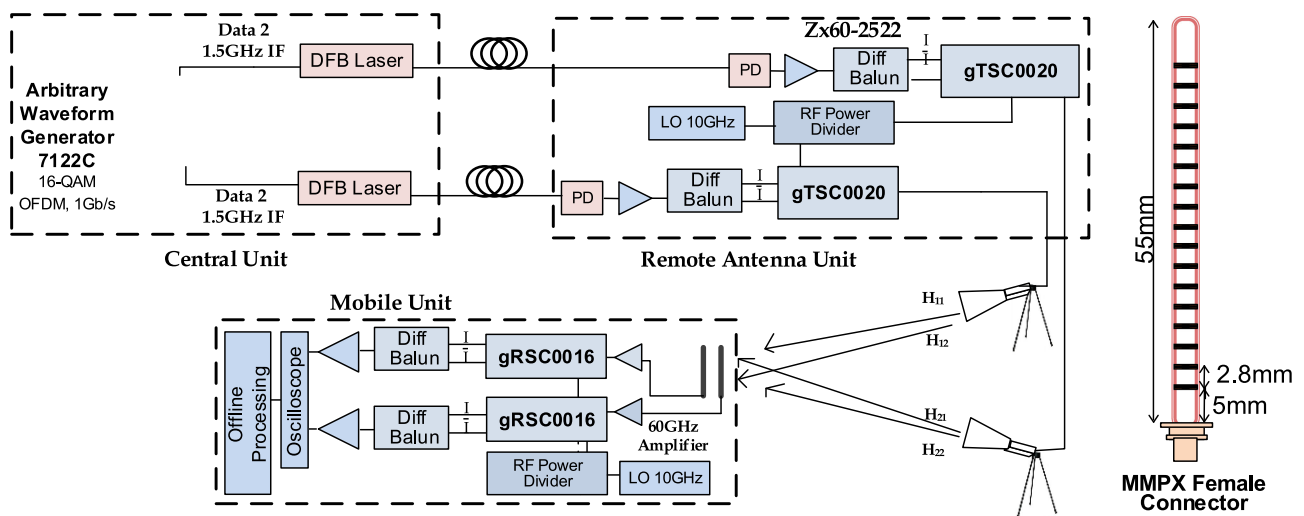 Zx60-2522
Data 2
1.5GHz IF
DFB Laser
PD
Diff
Balun
I
I̅
gTSC0020
Arbitrary
Waveform
Generator
7122C
16-QAM
OFDM, 1Gb/s
LO 10GHz
RF Power
Divider
DFB Laser
Data 2
1.5GHz IF
PD
Diff
Balun
I
I̅
gTSC0020
Central Unit
Remote Antenna Unit
Mobile Unit
Offline
Processing
Oscilloscope
Diff
Balun
I
I̅
gRSC0016
Diff
Balun
I
I̅
gRSC0016
60GHz
Amplifier
RF Power
Divider
LO 10GHz
H11
H12
H21
H22
55mm
2.8mm
5mm
MMPX Female
Connector